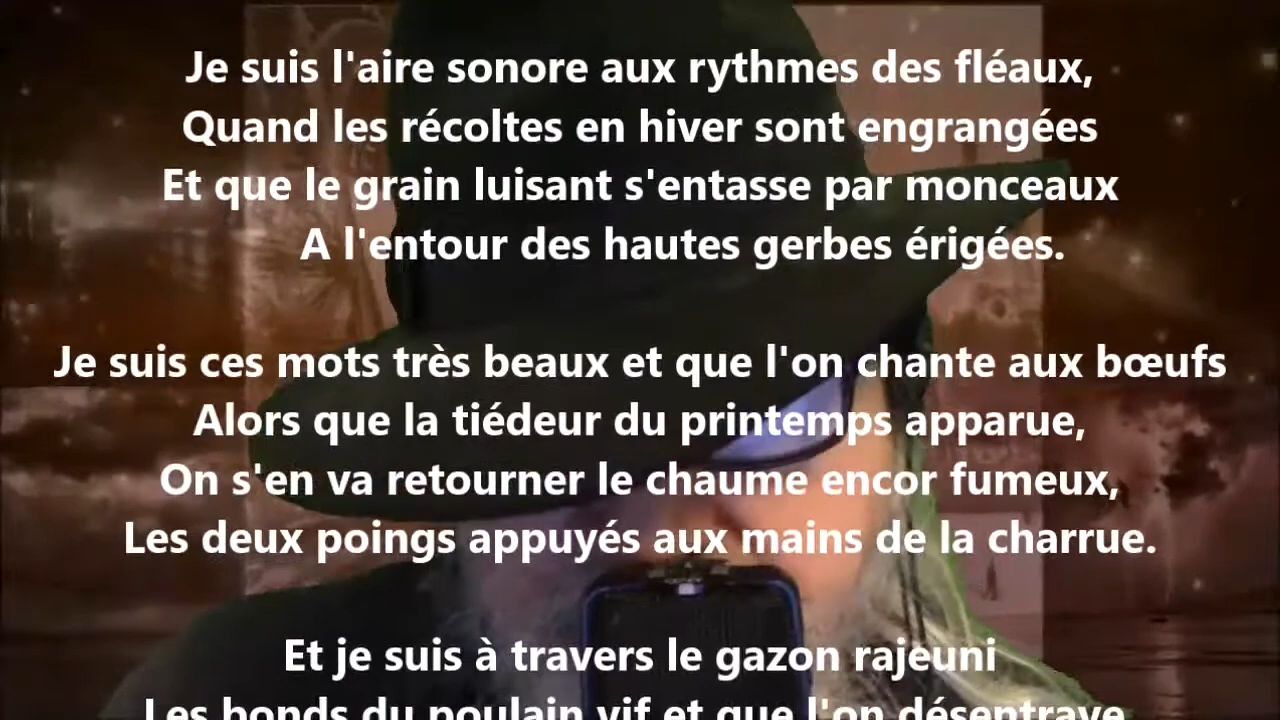 Je suis l'aire sonore aux rythmes des fléaux,
Quand les récoltes en hiver sont engrangées
Et que le grain luisant s'entasse par monceaux
A l'entour des hautes gerbes érigées.
Je suis ces mots très beaux et que l'on chante aux bœufs
Alors que la tiédeur du printemps apparue,
On s'en va retourner le chaume encor fumeux,
Les deux poings appuyés aux mains de la charrue.
Et je suis à travers le gazon rajeuni
Les bonds du poulain vif et que l'on désentrave